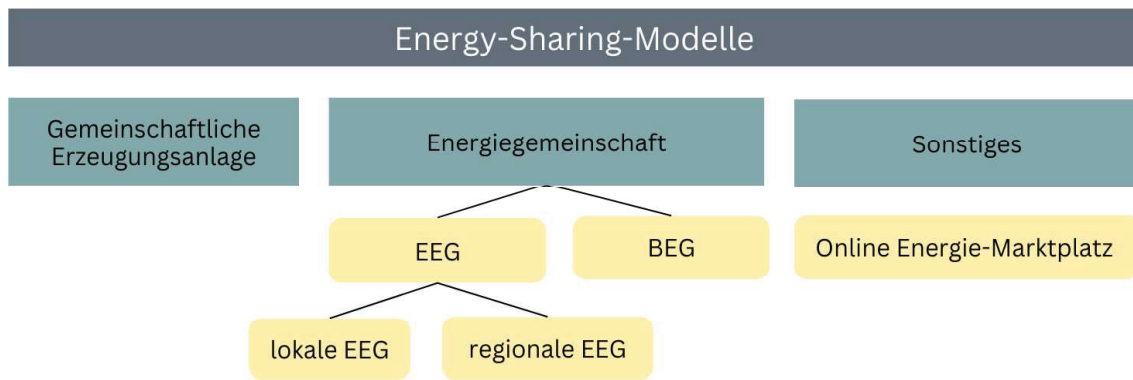 Energy-Sharing-Modelle
Gemeinschaftliche
Erzeugungsanlage
Energiegemeinschaft
Sonstiges
EEG
BEG
Online Energie-Marktplatz
lokale EEG
regionale EEG